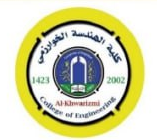 كلية الهندسة الخوارزمي
1423 2002
Al-Khwarizmi
College of Engineering